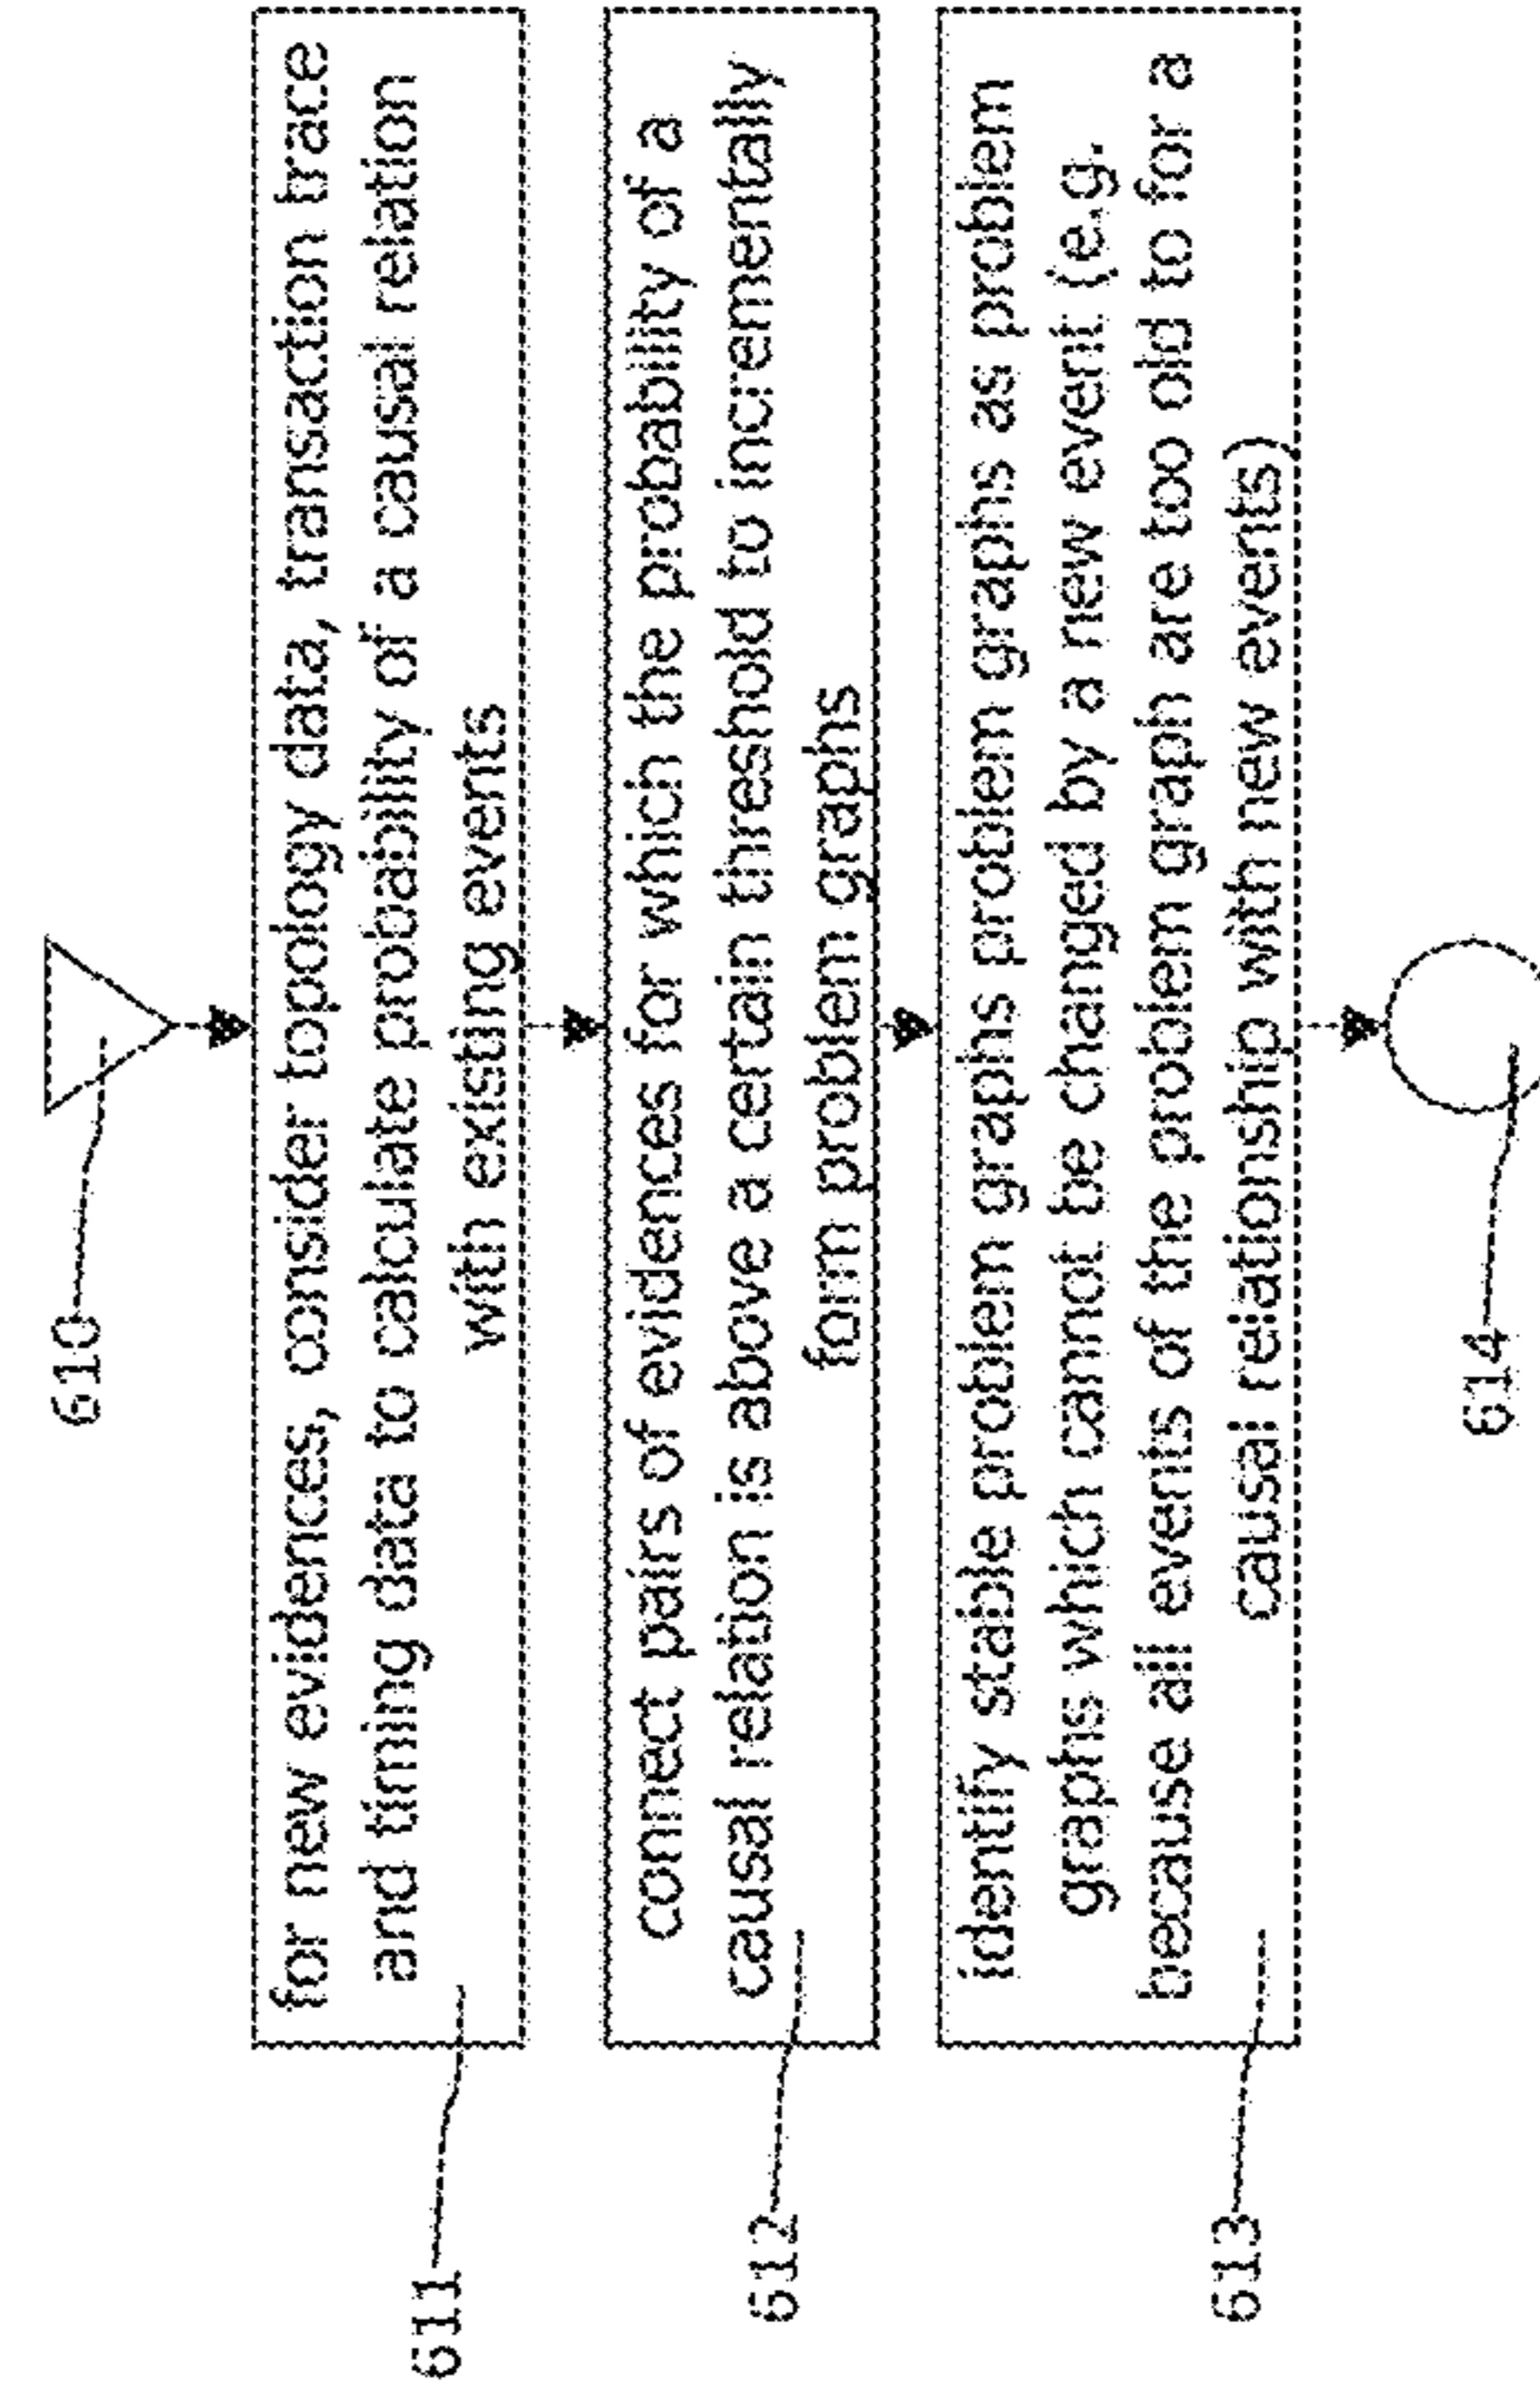 610
for new evidences, consider topology data, transaction trace
and timing data to calculate probability of a causal relation
with existing events
611
connect pairs of evidences for which the probability of a
causal relation is above a certain threshold to incrementally
form problem graphs
612
identify stable problem graphs problem graphs as problem
graphs which cannot be changed by a new event (e.g.
because all events of the problem graph are too old to for a
causal relationship with new events)
613
614